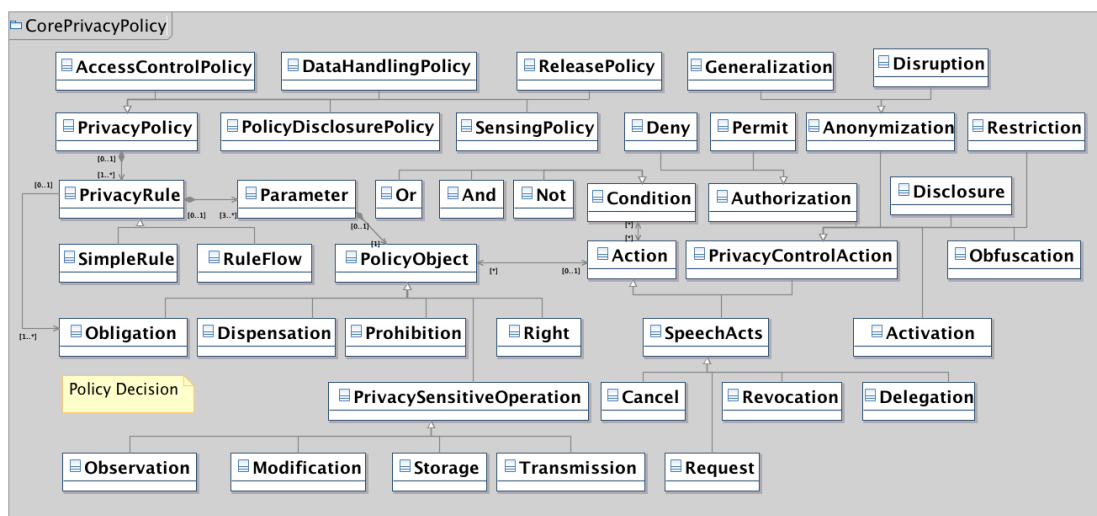 CorePrivacyPolicy
AccessControlPolicy
DataHandlingPolicy
ReleasePolicy
Generalization
Disruption
PrivacyPolicy
PolicyDisclosurePolicy
SensingPolicy
Deny
Permit
Anonymization
Restriction
[0..1]
[1..*]
[0..1]
PrivacyRule
[0..1]
[3..*]
Parameter
[0..1]
[1]
Or
And
Not
Condition
[*]
[*]
Authorization
Disclosure
SimpleRule
RuleFlow
PolicyObject
[*]
[0..1]
Action
PrivacyControlAction
Obfuscation
[1..*]
Obligation
Dispensation
Prohibition
Right
SpeechActs
Activation
Policy Decision
PrivacySensitiveOperation
Cancel
Revocation
Delegation
Observation
Modification
Storage
Transmission
Request